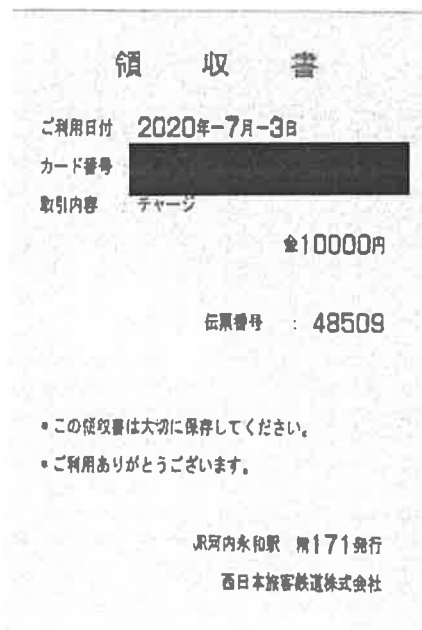 領収書
ご利用日付 2020年-7月-3日
カード番号
取引内容 : チャージ
金10000円
伝票番号 : 48509
*この領収書は大切に保存してください。
*ご利用ありがとうございます。
JR河内永和駅 精171発行
西日本旅客鉄道株式会社